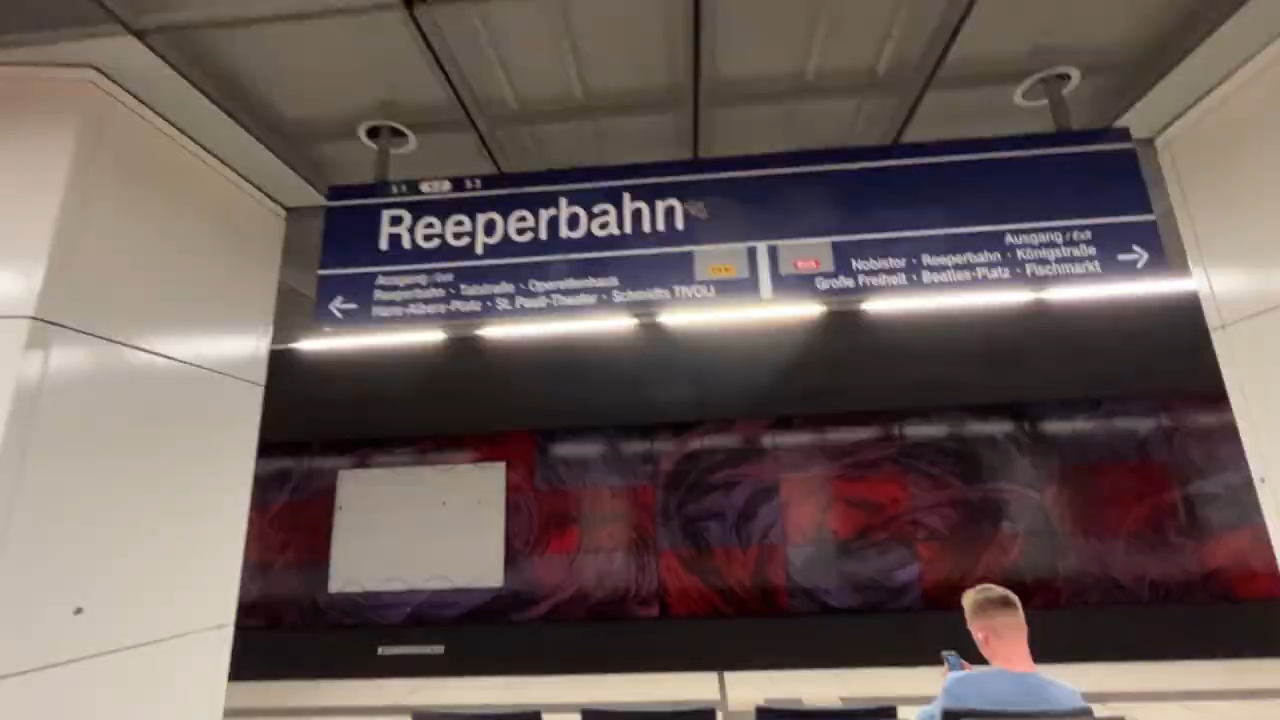 Reeperbahn
Ausgang / Exit
Reeperbahn · Talstraße · Operettenhaus
Hans-Albers-Platz · St. Pauli-Theater · Schmidts TIVOLI
Ausgang / Exit
Nobistor · Reeperbahn · Königstraße
Große Freiheit · Beatles-Platz · Fischmarkt